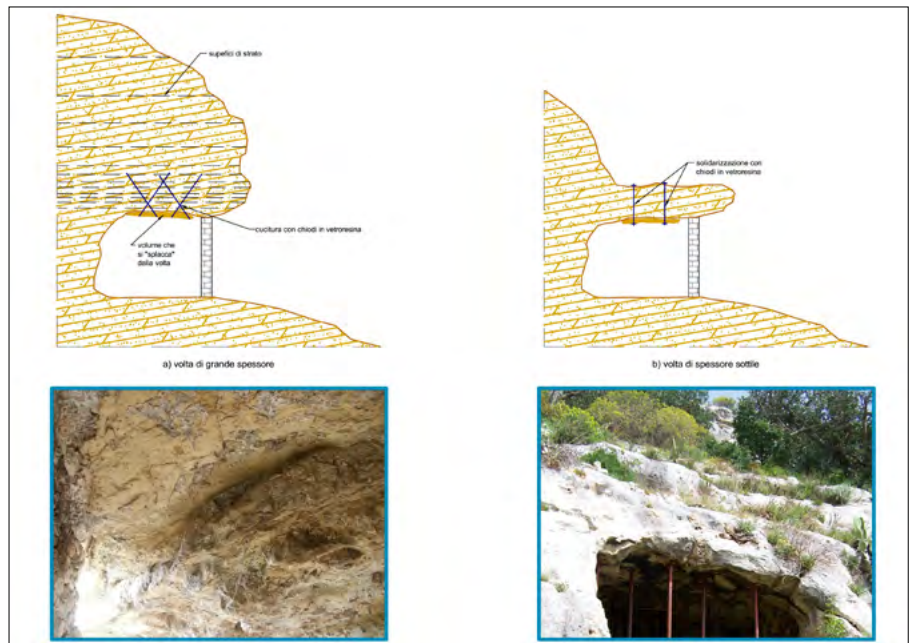 supefici di strato
cucitura con chiodi in vetroresina
volume che
si "splacca"
dalla volta
a) volta di grande spessore
solidarizzazione con
chiodi in vetroresina
b) volta di spessore sottile